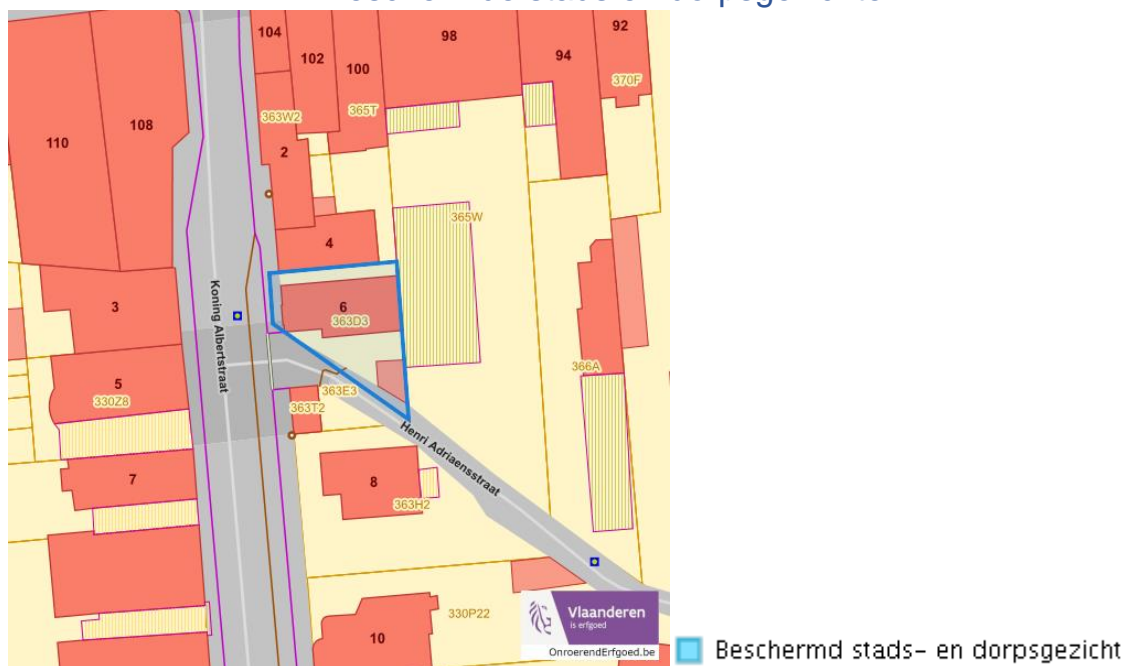 104
102
100
98
94
92
370F
363W2
365T
110
108
2
365W
4
6
363D3
3
Koning Albertstraat
5
330Z8
363E3
363T2
366A
Henri Adriaensstraat
7
8
363H2
330P22
10
Vlaanderen
is erfgoed
OnroerendErfgoed.be
Beschermd stads- en dorpsgezicht